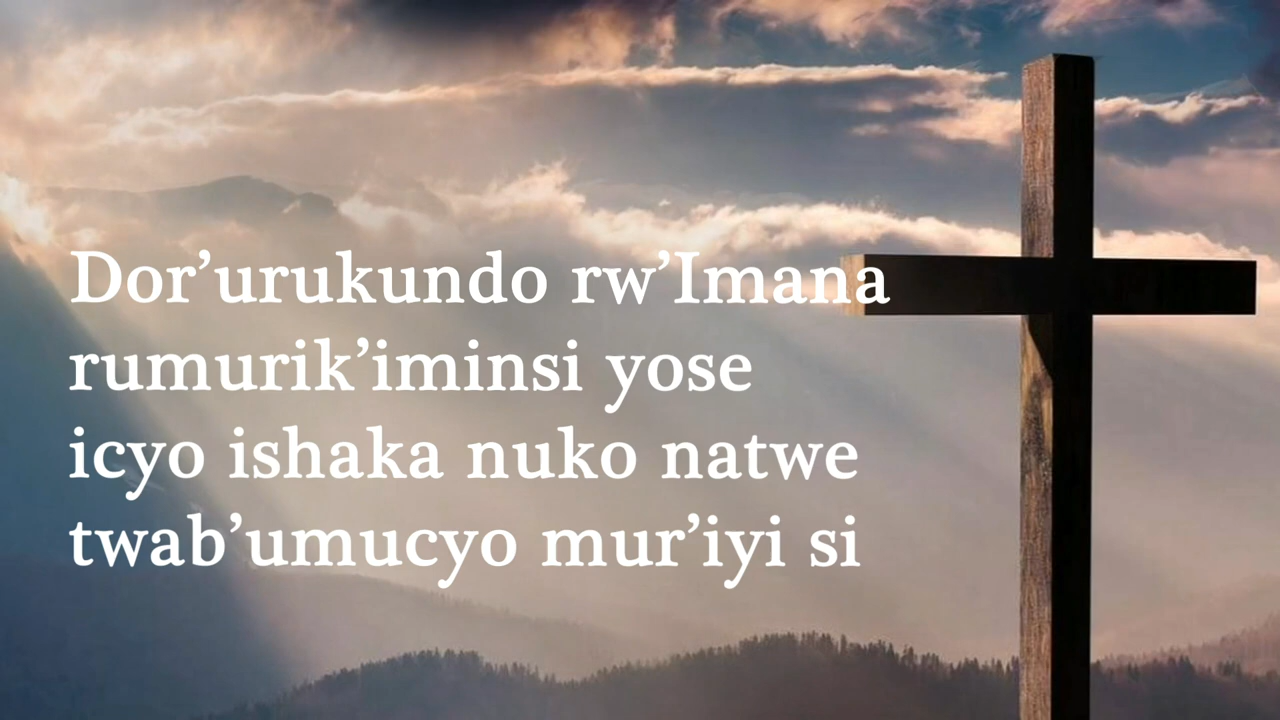 Dor’urukundo rw’Imana
rumurik’iminsi yose
icyo ishaka nuko natwe
twab’umucyo mur’iyi si